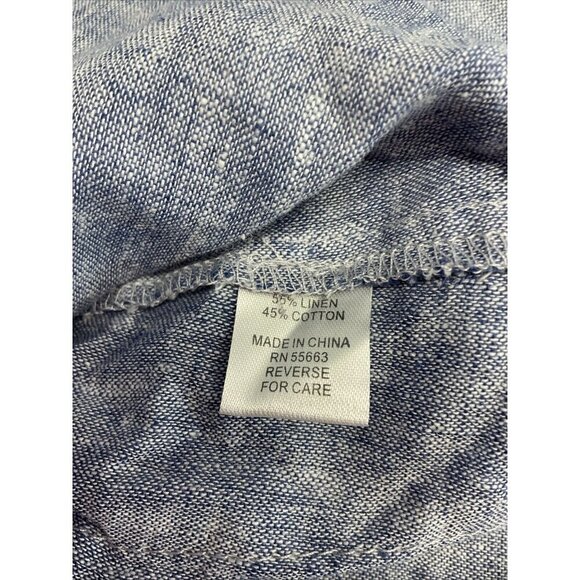 55% LINEN
45% COTTON
MADE IN CHINA
RN 55663
REVERSE
FOR CARE